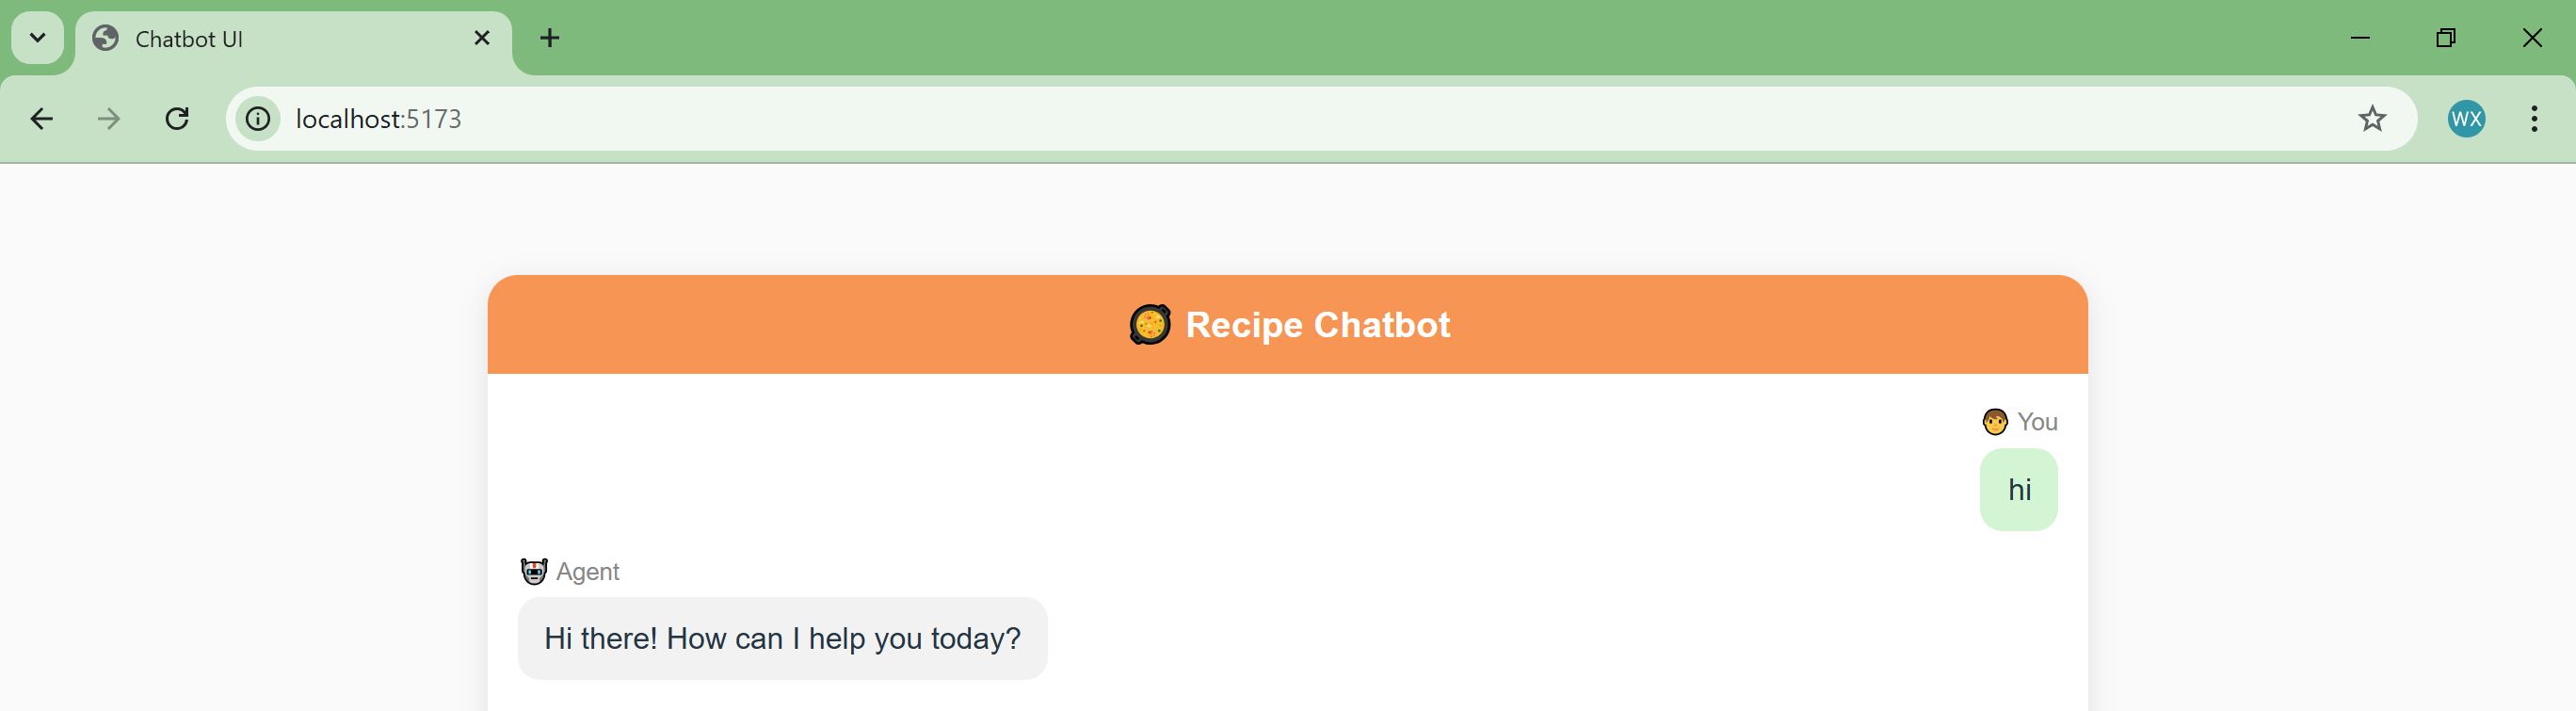 Chatbot UI
localhost:5173
WX
Recipe Chatbot
You
hi
Agent
Hi there! How can I help you today?